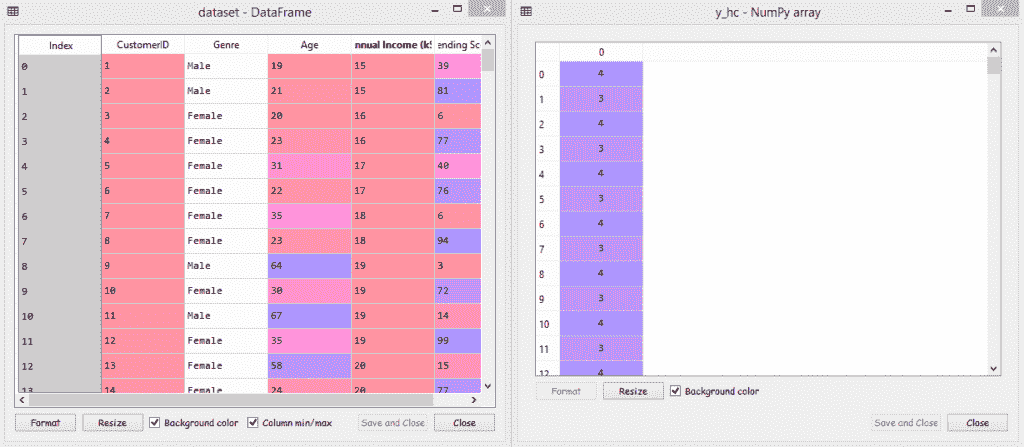 dataset - DataFrame
Index CustomerID Genre Age nnual Income (k$ ending Sc
0 1 Male 19 15 39
1 2 Male 21 15 81
2 3 Female 20 16 6
3 4 Female 23 16 77
4 5 Female 31 17 40
5 6 Female 22 17 76
6 7 Female 35 18 6
7 8 Female 23 18 94
8 9 Male 64 19 3
9 10 Female 30 19 72
10 11 Male 67 19 14
11 12 Female 35 19 99
12 13 Female 58 20 15
13 14 Female 24 20 77
Format Resize Background color Column min/max Save and Close Close
y_hc - NumPy array
0
0 4
1 3
2 4
3 3
4 4
5 3
6 4
7 3
8 4
9 3
10 4
11 3
12 4
Format Resize Background color
Save and Close Close